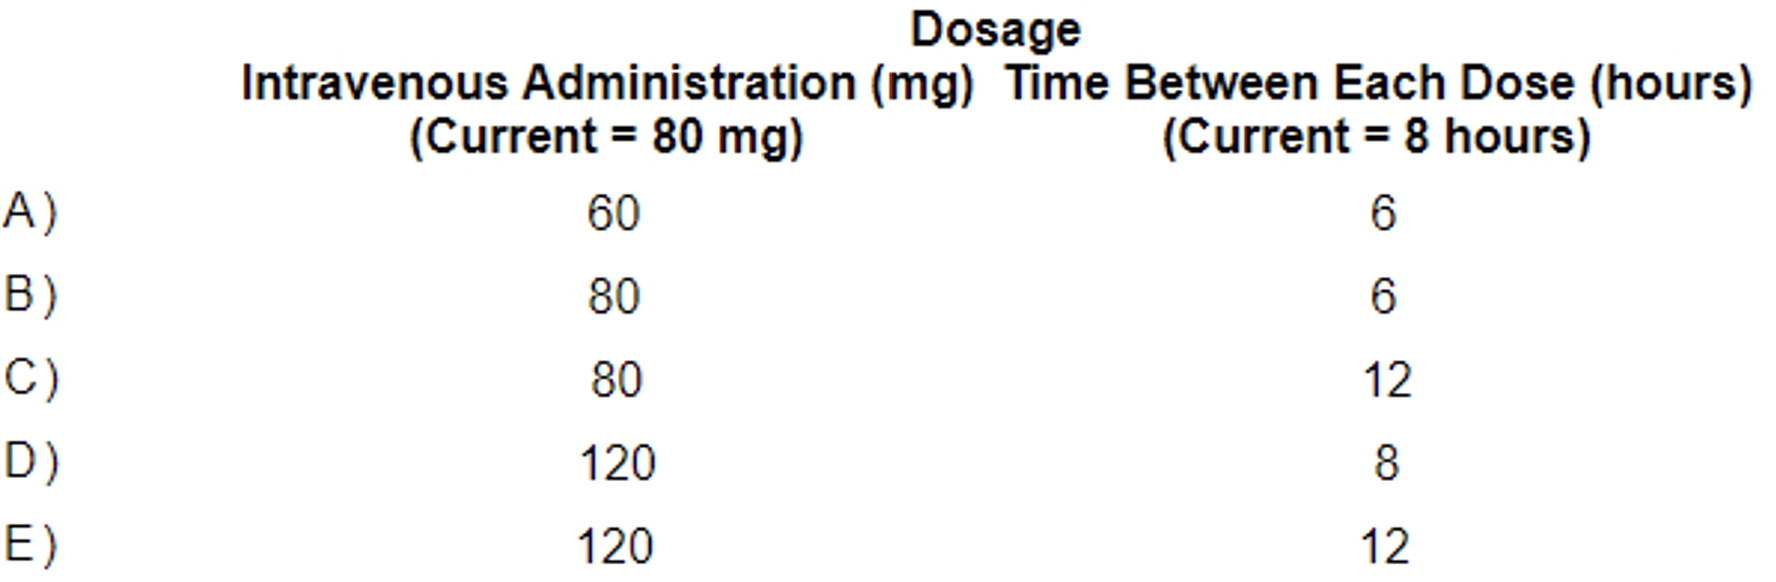 Dosage
Intravenous Administration (mg) Time Between Each Dose (hours)
(Current = 80 mg) (Current = 8 hours)
A) 60 6
B) 80 6
C) 80 12
D) 120 8
E) 120 12